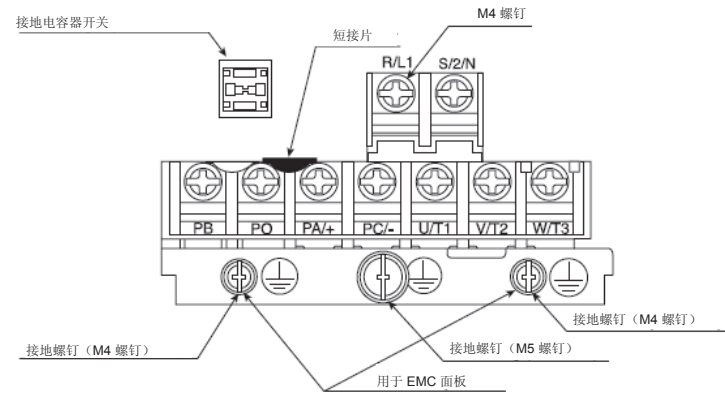 接地电容器开关
短接片
M4 螺钉
R/L1 S/2/N
PB PO PA/+ PC/- U/T1 V/T2 W/T3
接地螺钉（M4 螺钉）
接地螺钉（M5 螺钉）
接地螺钉（M4 螺钉）
用于 EMC 面板